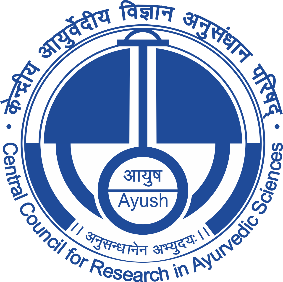 केन्द्रीय आयुर्वेदीय विज्ञान अनुसंधान परिषद्
आयुष
Ayush
।। अनुसन्धानेन अभ्युदयः ।।
Central Council for Research in Ayurvedic Sciences